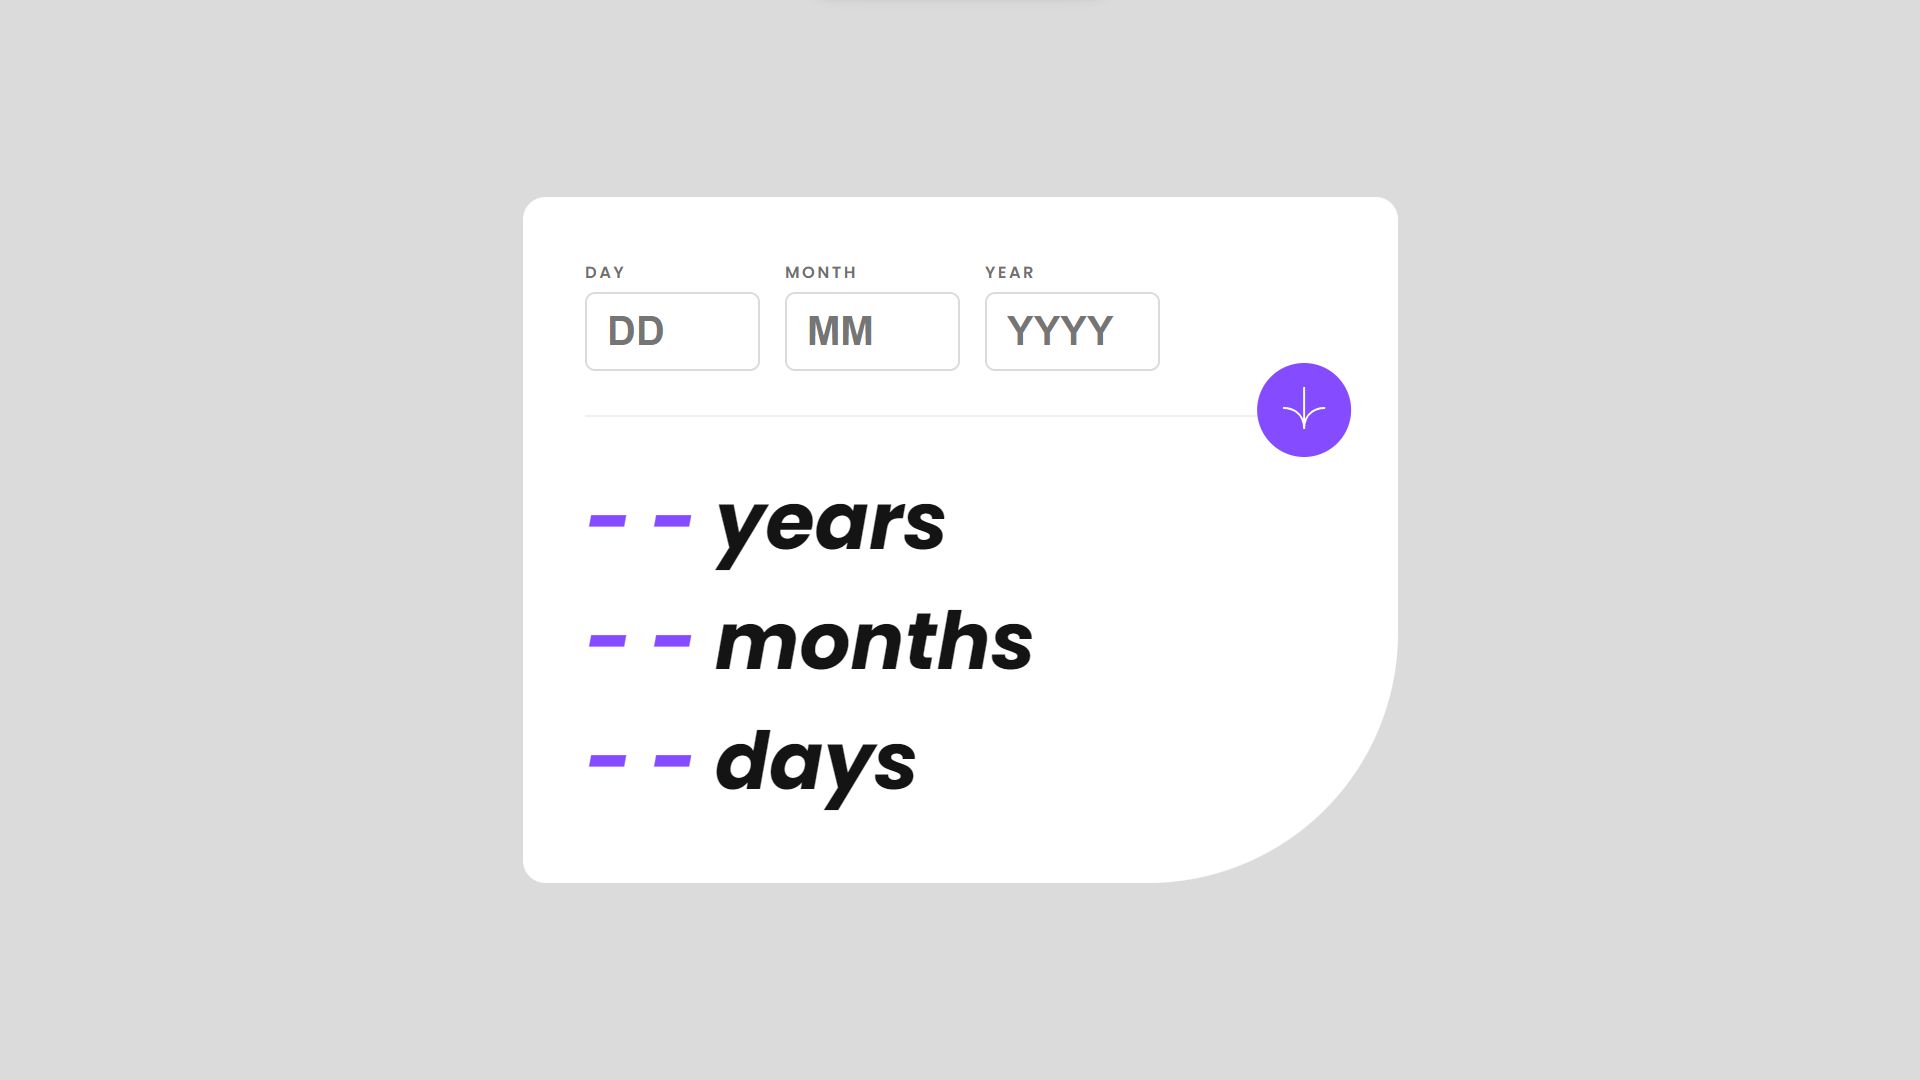 DAY MONTH YEAR
DD MM YYYY
- - years
- - months
- - days